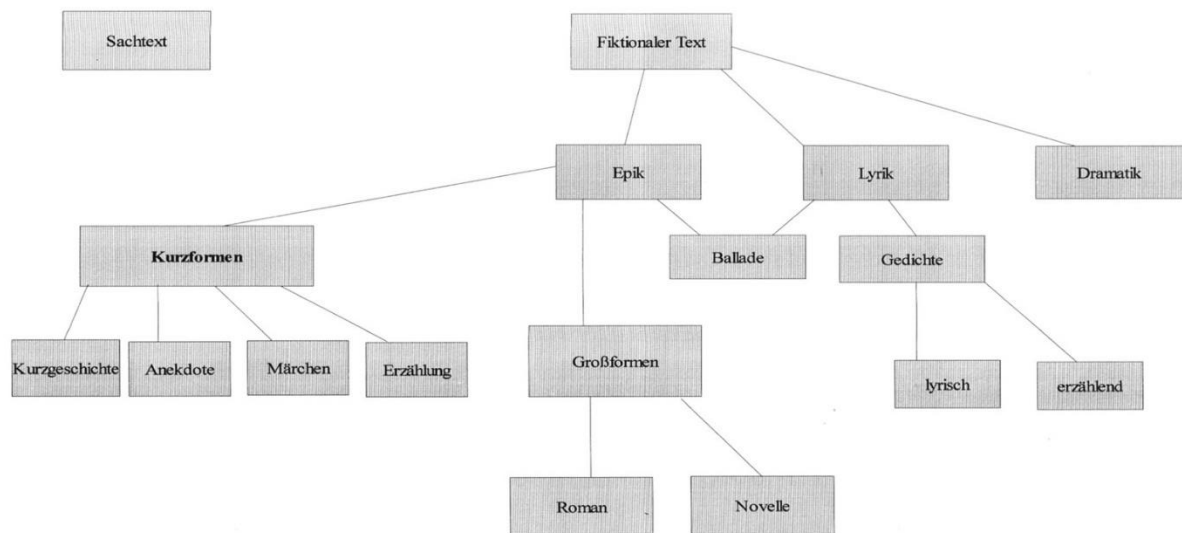 Sachtext
Fiktionaler Text
Epik
Lyrik
Dramatik
Kurzformen
Ballade
Gedichte
Kurzgeschichte
Anekdote
Märchen
Erzählung
Großformen
lyrisch
erzählend
Roman
Novelle